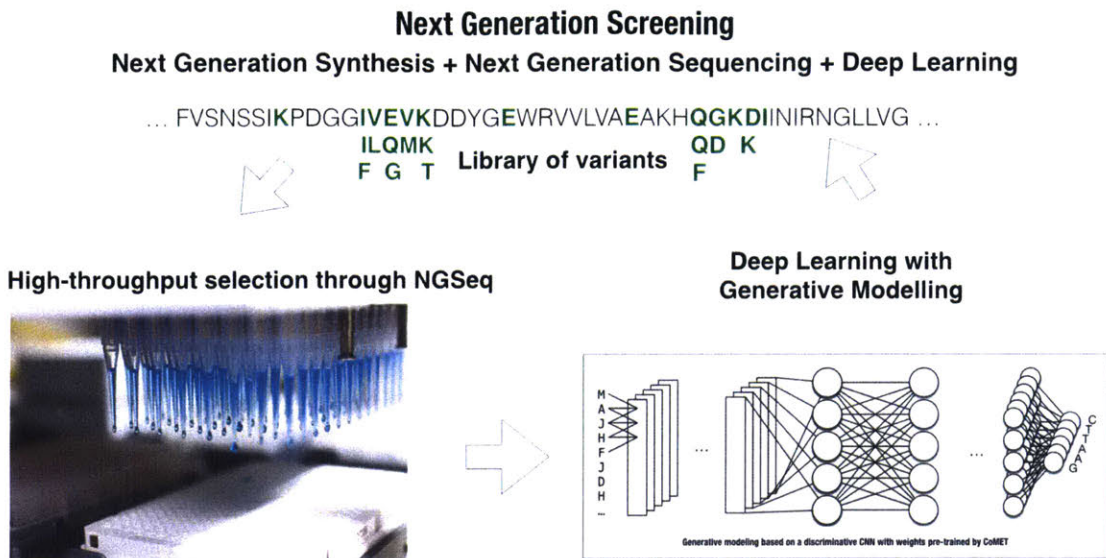 Next Generation Screening
Next Generation Synthesis + Next Generation Sequencing + Deep Learning
... FVSNSSIKPDGGIVEVKDDYGEWRVVLVAEAKHQGKDIINIRNGLLVG ...
ILQMK
QD K
F G T
Library of variants
F
High-throughput selection through NGSeq
Deep Learning with
Generative Modelling
M
A
J
H
F
J
D
H
...
...
...
C
T
T
A
A
G
Generative modeling based on a discriminative CNN with weights pre-trained by CoMET